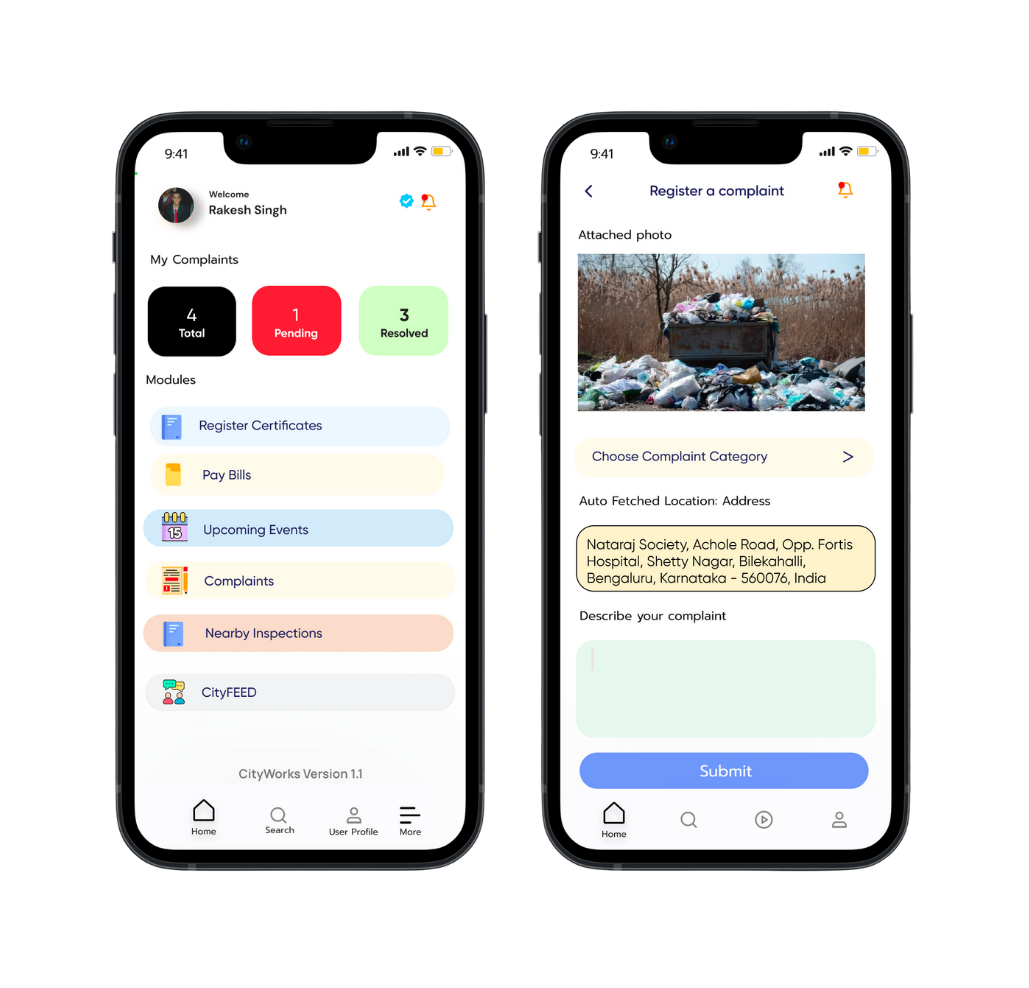 9:41
Welcome
Rakesh Singh
My Complaints
4
Total
1
Pending
3
Resolved
Modules
Register Certificates
Pay Bills
15
Upcoming Events
Complaints
Nearby Inspections
CityFEED
CityWorks Version 1.1
Home
Search
User Profile
More
9:41
Register a complaint
Attached photo
Choose Complaint Category >
Auto Fetched Location: Address
Nataraj Society, Achole Road, Opp. Fortis
Hospital, Shetty Nagar, Bilekahalli,
Bengaluru, Karnataka - 560076, India
Describe your complaint
Submit
Home